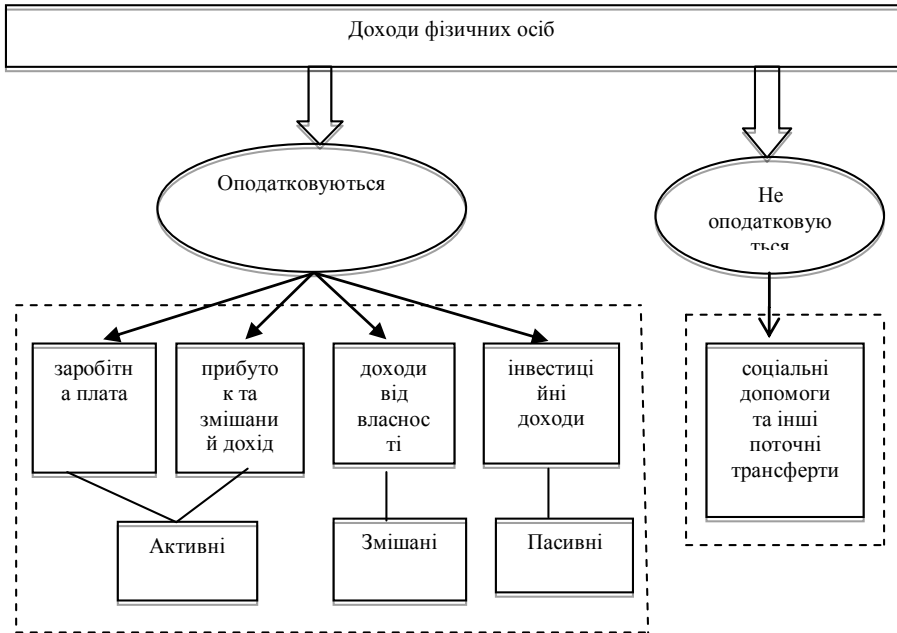 Доходи фізичних осіб
Оподатковуються
Не
оподатковую
ться
заробітн
а плата
прибуто
к та
змішани
й дохід
доходи
від
власнос
ті
інвестиці
йні
доходи
соціальні
допомоги
та інші
поточні
трансферти
Активні
Змішані
Пасивні